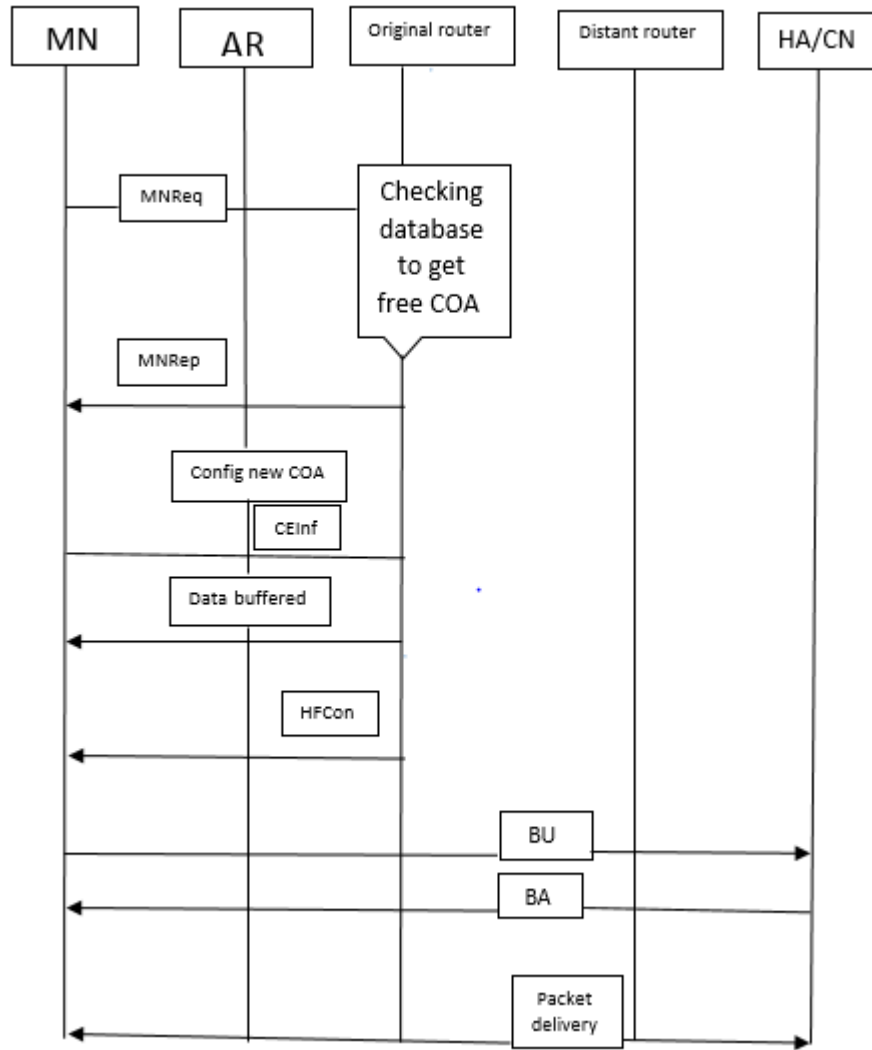 MN
AR
Original router
Distant router
HA/CN
MNReq
Checking
database
to get
free COA
MNRep
Config new COA
CEInf
Data buffered
HFCon
BU
BA
Packet
delivery